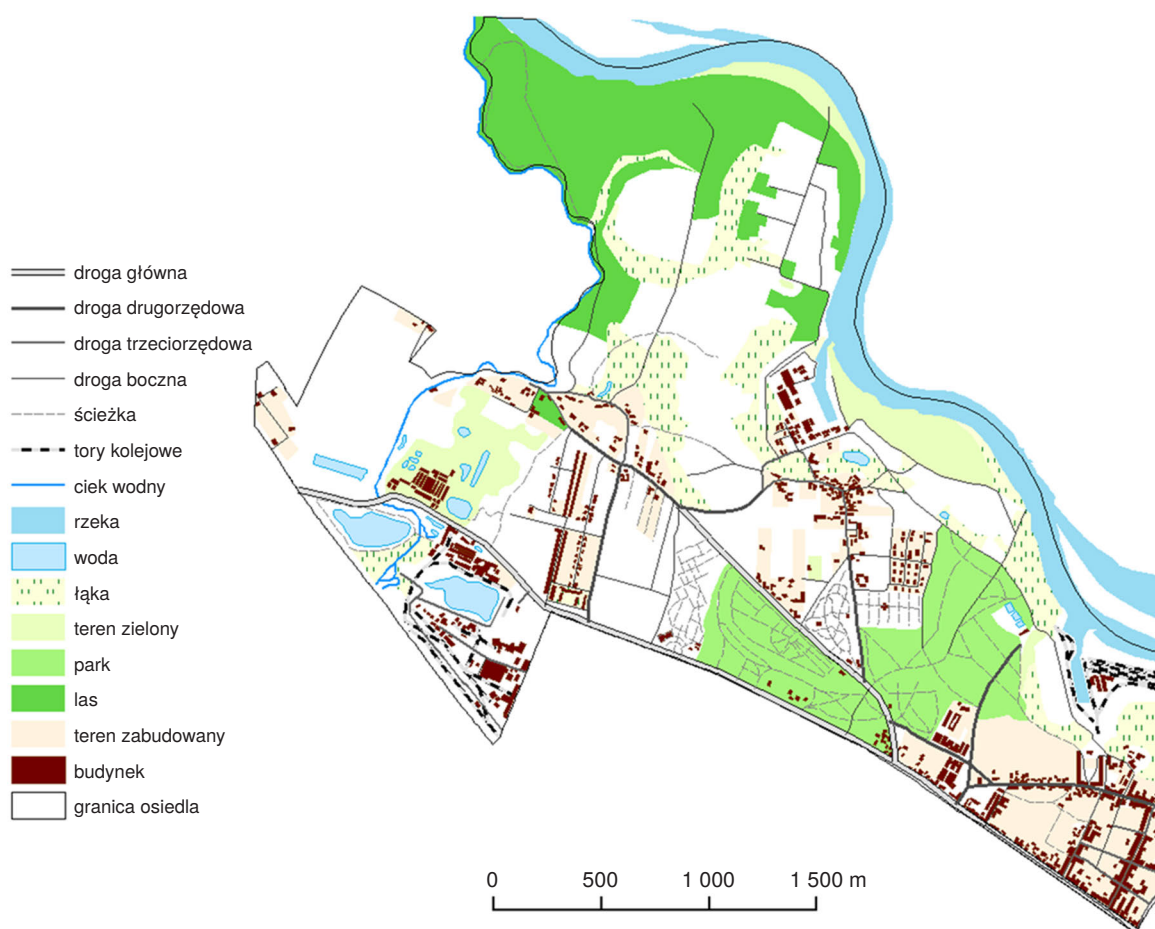 droga główna
droga drugorzędowa
droga trzeciorzędowa
droga boczna
ścieżka
tory kolejowe
ciek wodny
rzeka
woda
łąka
teren zielony
park
las
teren zabudowany
budynek
granica osiedla
0 500 1 000 1 500 m